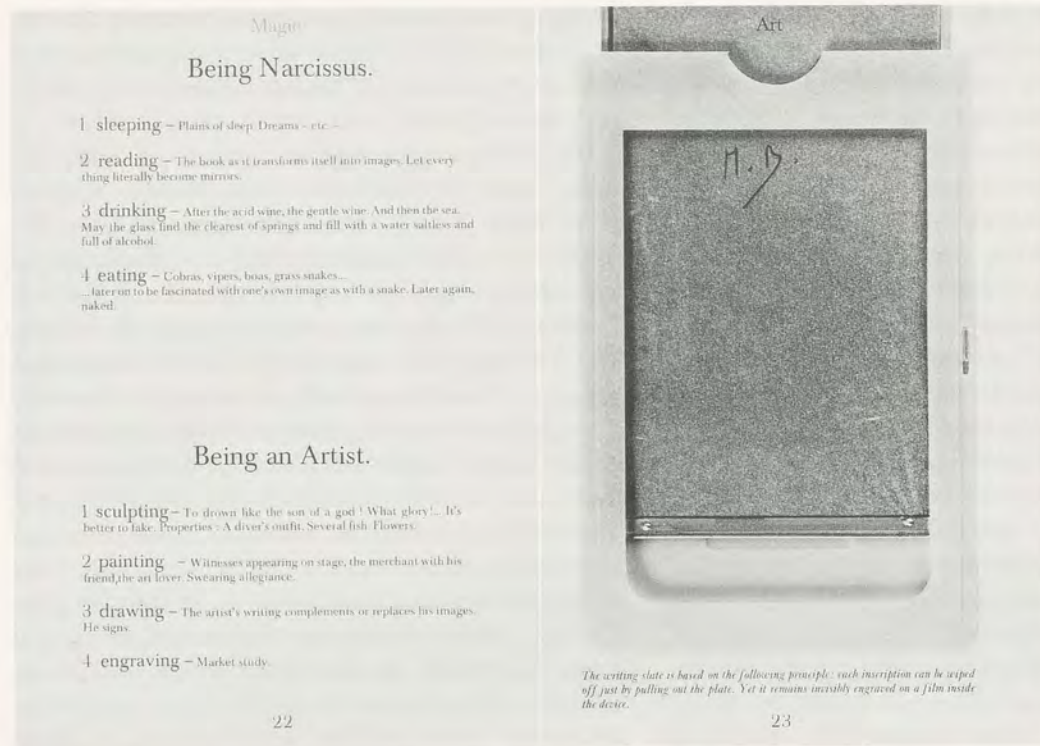 Magie
Being Narcissus.
1 sleeping – Plains of sleep. Dreams – etc. –
2 reading – The book as it transforms itself into images. Let every
thing literally become mirrors.
3 drinking – After the acid wine, the gentle wine. And then the sea.
May the glass find the clearest of springs and fill with a water saltless and
full of alcohol.
4 eating – Cobras, vipers, boas, grass snakes....
....later on to be fascinated with one's own image as with a snake. Later again,
naked.
Being an Artist.
1 sculpting – To drown like the son of a god ! What glory !... It's
better to fake. Properties : A diver's outfit. Several fish. Flowers.
2 painting – Witnesses appearing on stage, the merchant with his
friend,the art lover. Swearing allegiance.
3 drawing – The artist's writing complements or replaces his images.
He signs.
4 engraving – Market study.
22
Art
M.B.
The writing slate is based on the following principle: each inscription can be wiped
off just by pulling out the plate. Yet it remains invisibly engraved on a film inside
the device.
23